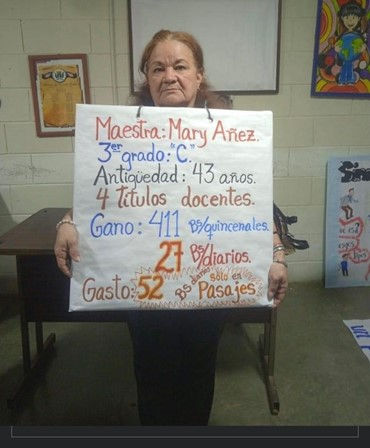 Maestra: Mary Añez.
3er grado: "C".
Antigüedad: 43 años.
4 Títulos docentes.
Gano: 411 Bs/quincenales.
27 Bs/diarios.
Gasto: 52 Bs diarios sólo en Pasajes